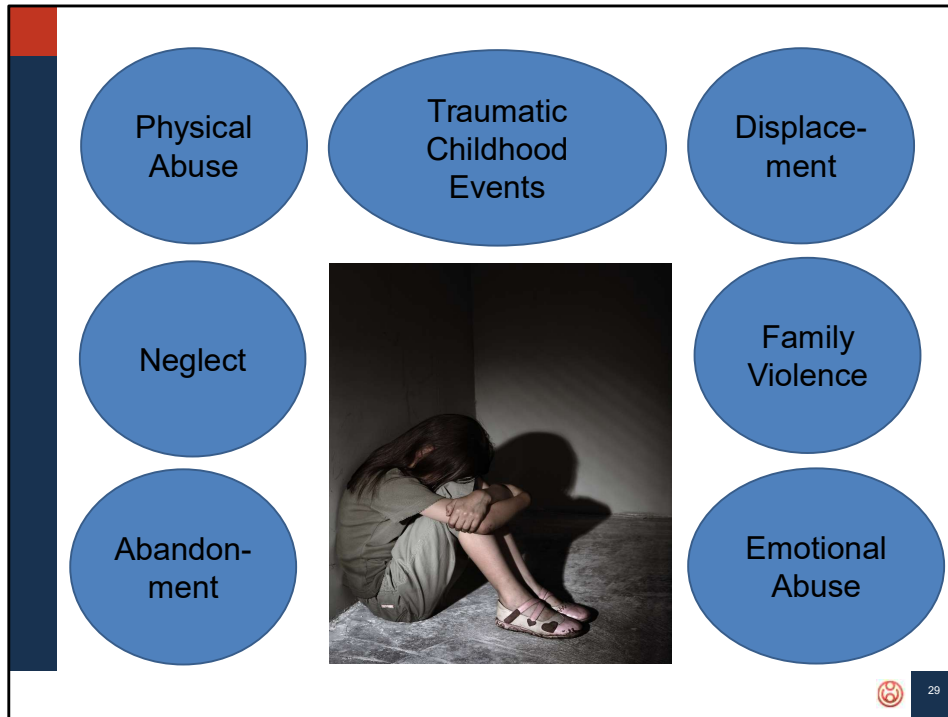 Physical
Abuse
Traumatic
Childhood
Events
Displace-
ment
Neglect
Family
Violence
Abandon-
ment
Emotional
Abuse
29